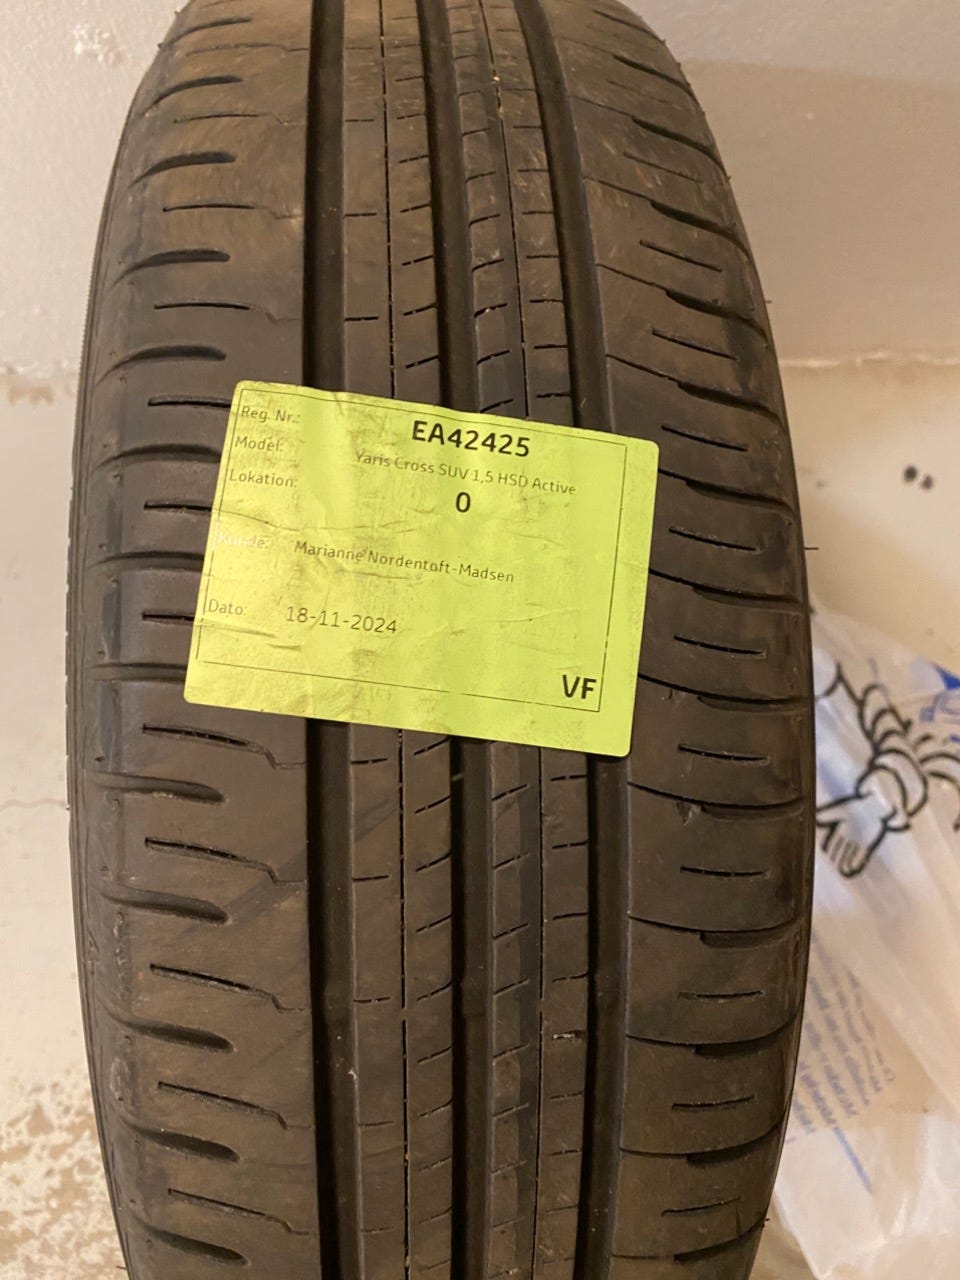 Reg. Nr.: EA42425
Model: Yaris Cross SUV 1,5 HSD Active
Lokation: 0
Kunde: Marianne Nordentoft-Madsen
Dato: 18-11-2024
VF